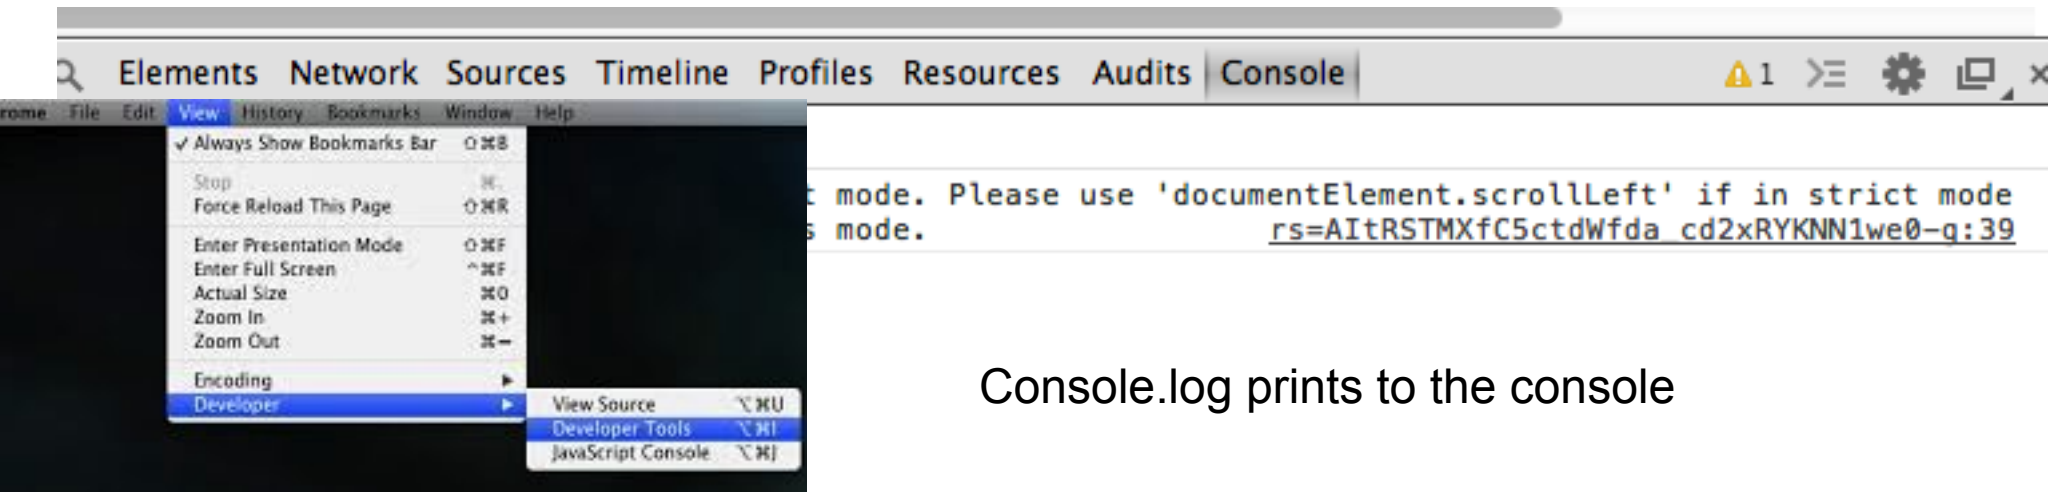 Elements Network Sources Timeline Profiles Resources Audits Console 1
rome File Edit View History Bookmarks Window Help
✓ Always Show Bookmarks Bar ⇧⌘B
Stop ⌘.
Force Reload This Page ⇧⌘R
Enter Presentation Mode ⇧⌘F
Enter Full Screen ^⌘F
Actual Size ⌘0
Zoom In ⌘+
Zoom Out ⌘−
Encoding ▶
Developer ▶
View Source ⌥⌘U
Developer Tools ⌥⌘I
JavaScript Console ⌥⌘J
t mode. Please use 'documentElement.scrollLeft' if in strict mode
s mode. rs=AItRSTMXfC5ctdWfda_cd2xRYKNN1we0-g:39
Console.log prints to the console